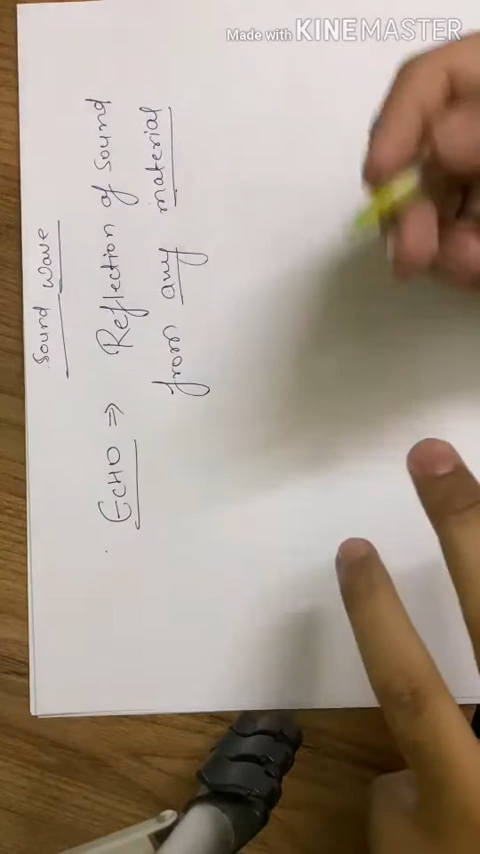 Made with KINEMASTER
Sound wave
ECHO ⇒ Reflection of sound
from any material